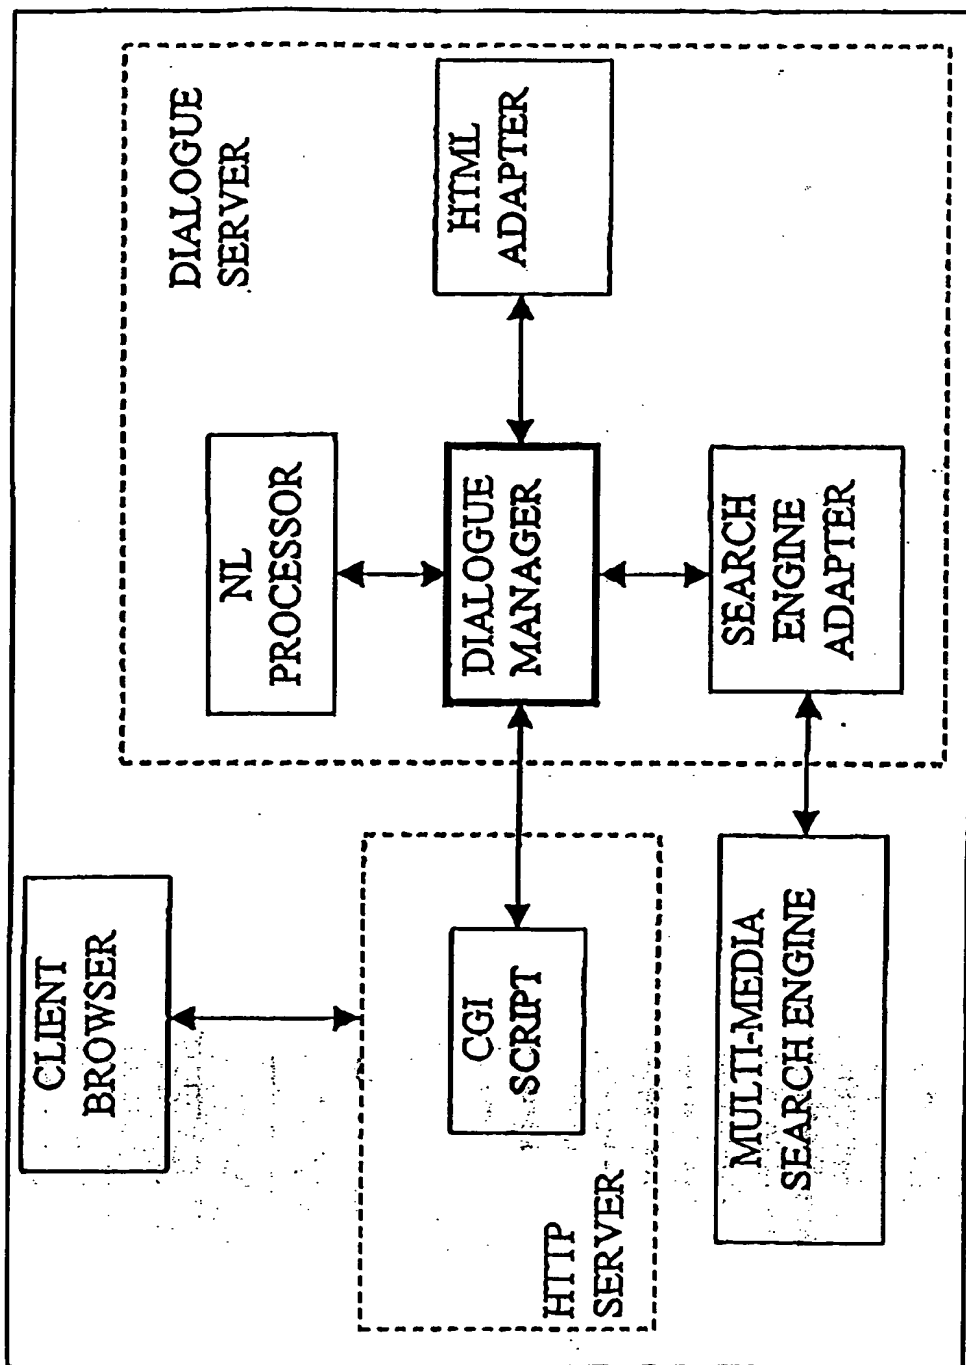 CLIENT
BROWSER
HTTP
SERVER
CGI
SCRIPT
MULTI-MEDIA
SEARCH ENGINE
DIALOGUE
SERVER
NL
PROCESSOR
DIALOGUE
MANAGER
HTML
ADAPTER
SEARCH
ENGINE
ADAPTER